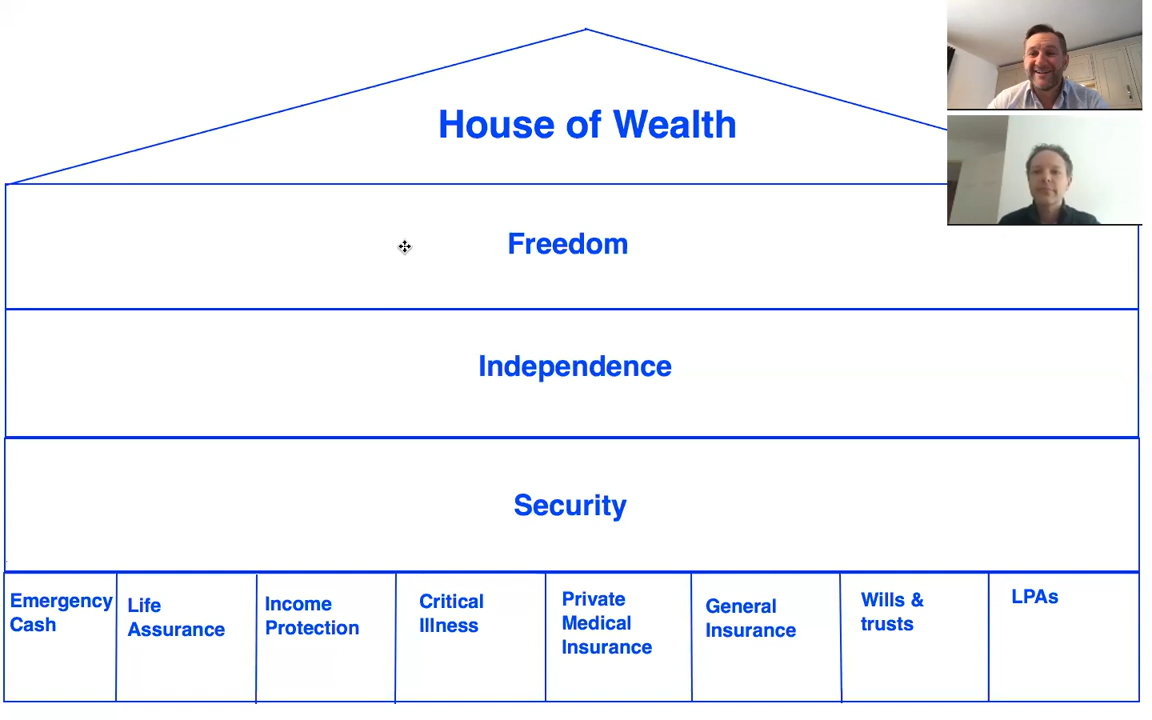 House of Wealth
Freedom
Independence
Security
Emergency
Cash
Life
Assurance
Income
Protection
Critical
Illness
Private
Medical
Insurance
General
Insurance
Wills &
trusts
LPAs